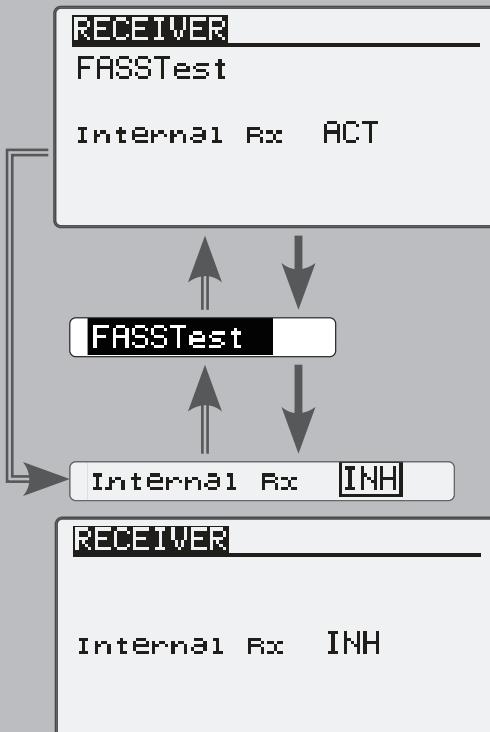 RECEIVER
FASSTest
Internal Rx ACT
FASSTest
Internal Rx INH
RECEIVER
Internal Rx INH